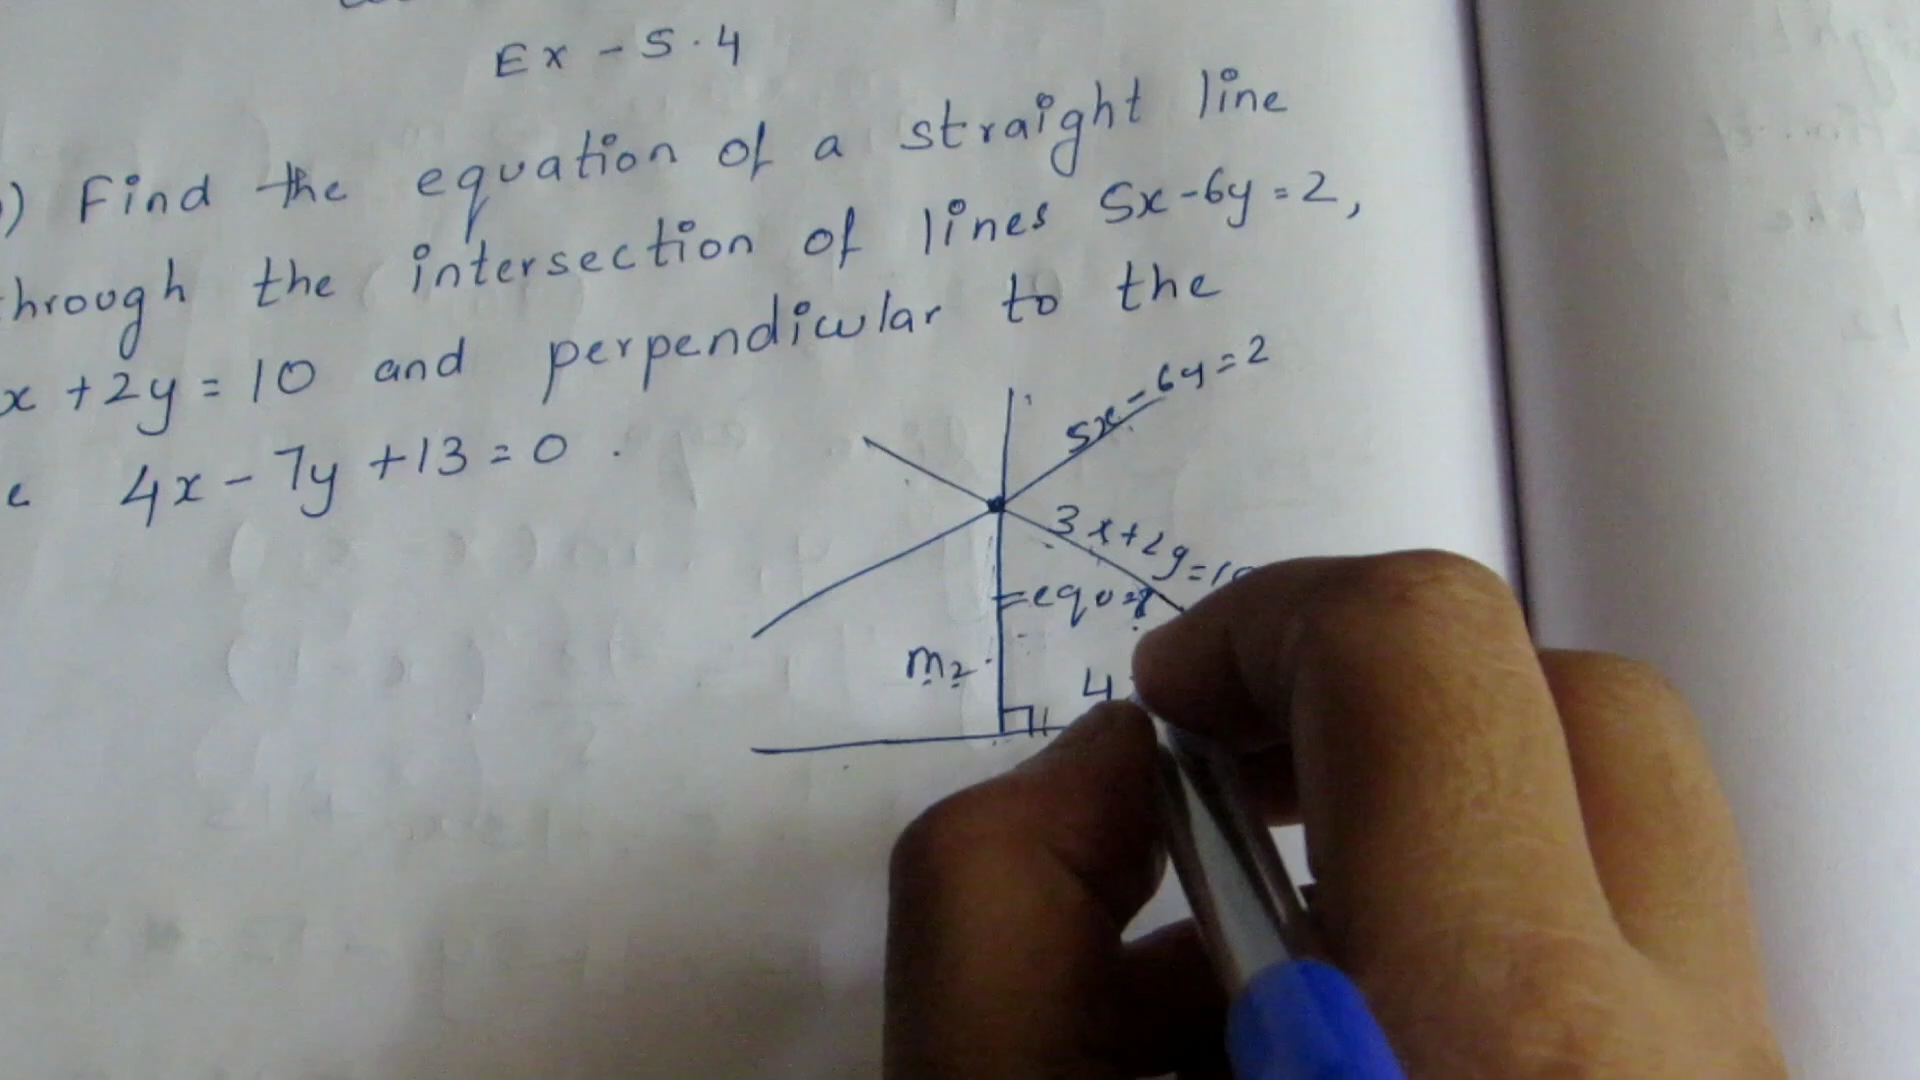 Ex - 5.4
) Find the equation of a straight line
through the intersection of lines 5x-6y=2,
x +2y=10 and perpendicular to the
4x-7y+13=0.
5x-6y=2
3x+2y=10
m2
4